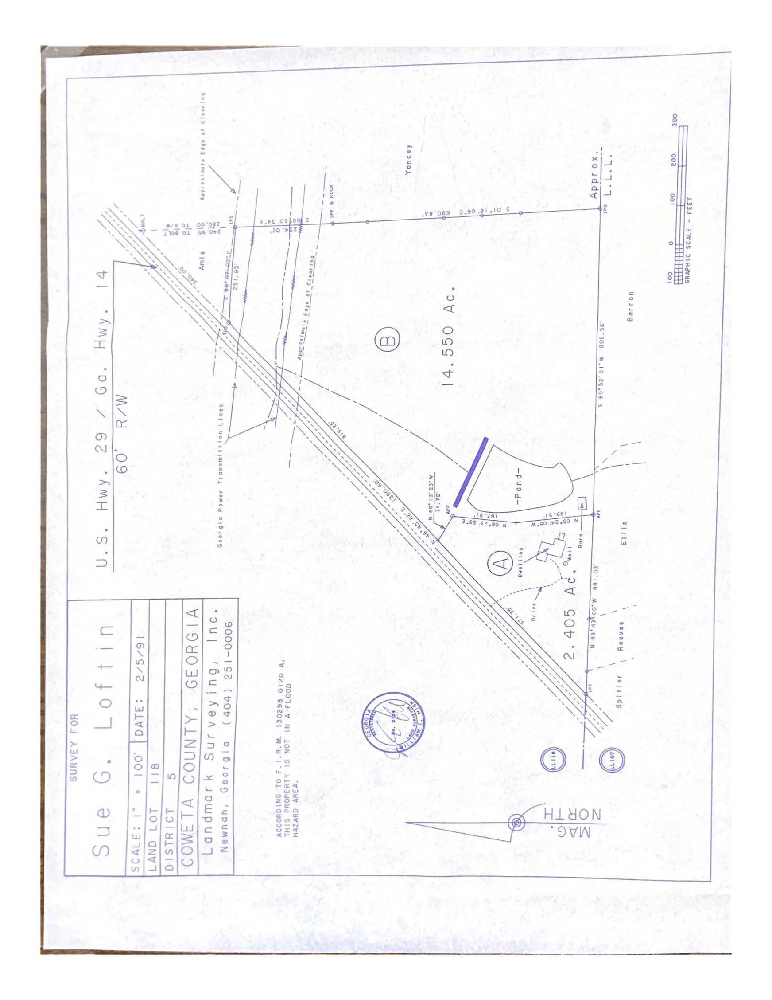 SURVEY FOR
Sue G. Loftin
SCALE: 1" = 100'
DATE: 2/5/91
LAND LOT 118
DISTRICT 5
COWETA COUNTY, GEORGIA
Landmark Surveying, Inc.
Newnan, Georgia (404) 251-0006
U.S. Hwy. 29 / Ga. Hwy. 14
60' R/W
ACCORDING TO F.I.R.M. 130298 0120 A,
THIS PROPERTY IS NOT IN A FLOOD
HAZARD AREA.
GEORGIA
REGISTERED
LAND SURVEYOR
WILLIAM E. HIGH
MAG.
NORTH
LL118
LL107
Georgia Power Transmission Lines
Approximate Edge of Clearing
BOLT
240.95' TO BOLT
250.00' TO R/W
Amis
340.00'
IPS
IPS
251.95'
S 00°50'34"E
254.02'
IPF & ROCK
Approximate Edge of Clearing
Yancey
S 01°16'06"E 690.83'
B
14.550 Ac.
819.25'
N 46°45'42"E 1390.60'
N 60°13'23"W
74.72'
APF
N 06°29'55"E
167.51'
N 05°24'05"W
199.51'
-Pond-
A
2.405 Ac.
Dwelling
Well
Barn
Drive
571.35'
IPF
N 88°43'00"W 481.03'
APF
S 89°52'51"W 802.56'
IPS
Approx.
L.L.L.
Spitler
Reeves
Ellis
Barron
100 0 100 200 300
GRAPHIC SCALE - FEET